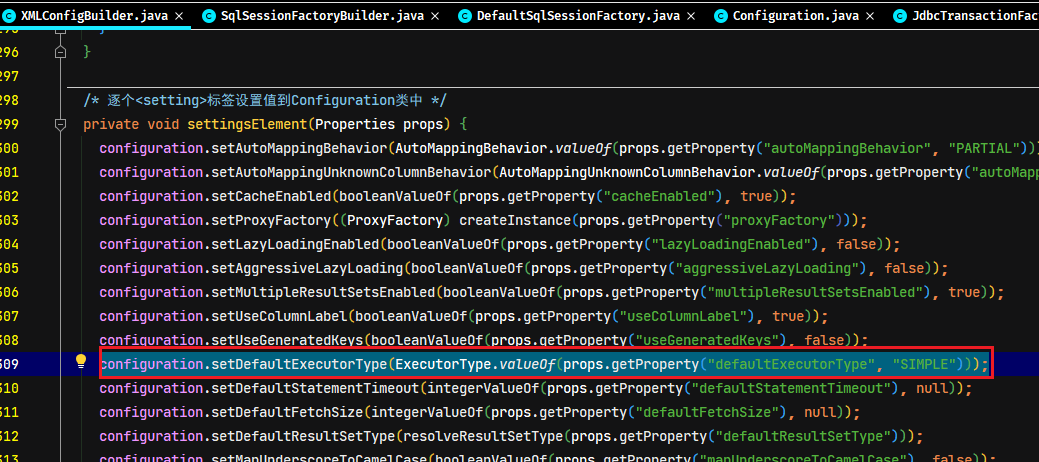 XMLConfigBuilder.java × SqlSessionFactoryBuilder.java × DefaultSqlSessionFactory.java × Configuration.java × JdbcTransactionFac
296 }
297
298 /* 逐个<setting>标签设置值到Configuration类中 */
299 private void settingsElement(Properties props) {
300 configuration.setAutoMappingBehavior(AutoMappingBehavior.valueOf(props.getProperty("autoMappingBehavior", "PARTIAL")));
301 configuration.setAutoMappingUnknownColumnBehavior(AutoMappingUnknownColumnBehavior.valueOf(props.getProperty("autoMapp
302 configuration.setCacheEnabled(booleanValueOf(props.getProperty("cacheEnabled"), true));
303 configuration.setProxyFactory((ProxyFactory) createInstance(props.getProperty("proxyFactory")));
304 configuration.setLazyLoadingEnabled(booleanValueOf(props.getProperty("lazyLoadingEnabled"), false));
305 configuration.setAggressiveLazyLoading(booleanValueOf(props.getProperty("aggressiveLazyLoading"), false));
306 configuration.setMultipleResultSetsEnabled(booleanValueOf(props.getProperty("multipleResultSetsEnabled"), true));
307 configuration.setUseColumnLabel(booleanValueOf(props.getProperty("useColumnLabel"), true));
308 configuration.setUseGeneratedKeys(booleanValueOf(props.getProperty("useGeneratedKeys"), false));
309 configuration.setDefaultExecutorType(ExecutorType.valueOf(props.getProperty("defaultExecutorType", "SIMPLE")));
310 configuration.setDefaultStatementTimeout(integerValueOf(props.getProperty("defaultStatementTimeout"), null));
311 configuration.setDefaultFetchSize(integerValueOf(props.getProperty("defaultFetchSize"), null));
312 configuration.setDefaultResultSetType(resolveResultSetType(props.getProperty("defaultResultSetType")));
313 configuration.setMapUnderscoreToCamelCase(booleanValueOf(props.getProperty("mapUnderscoreToCamelCase"), false));